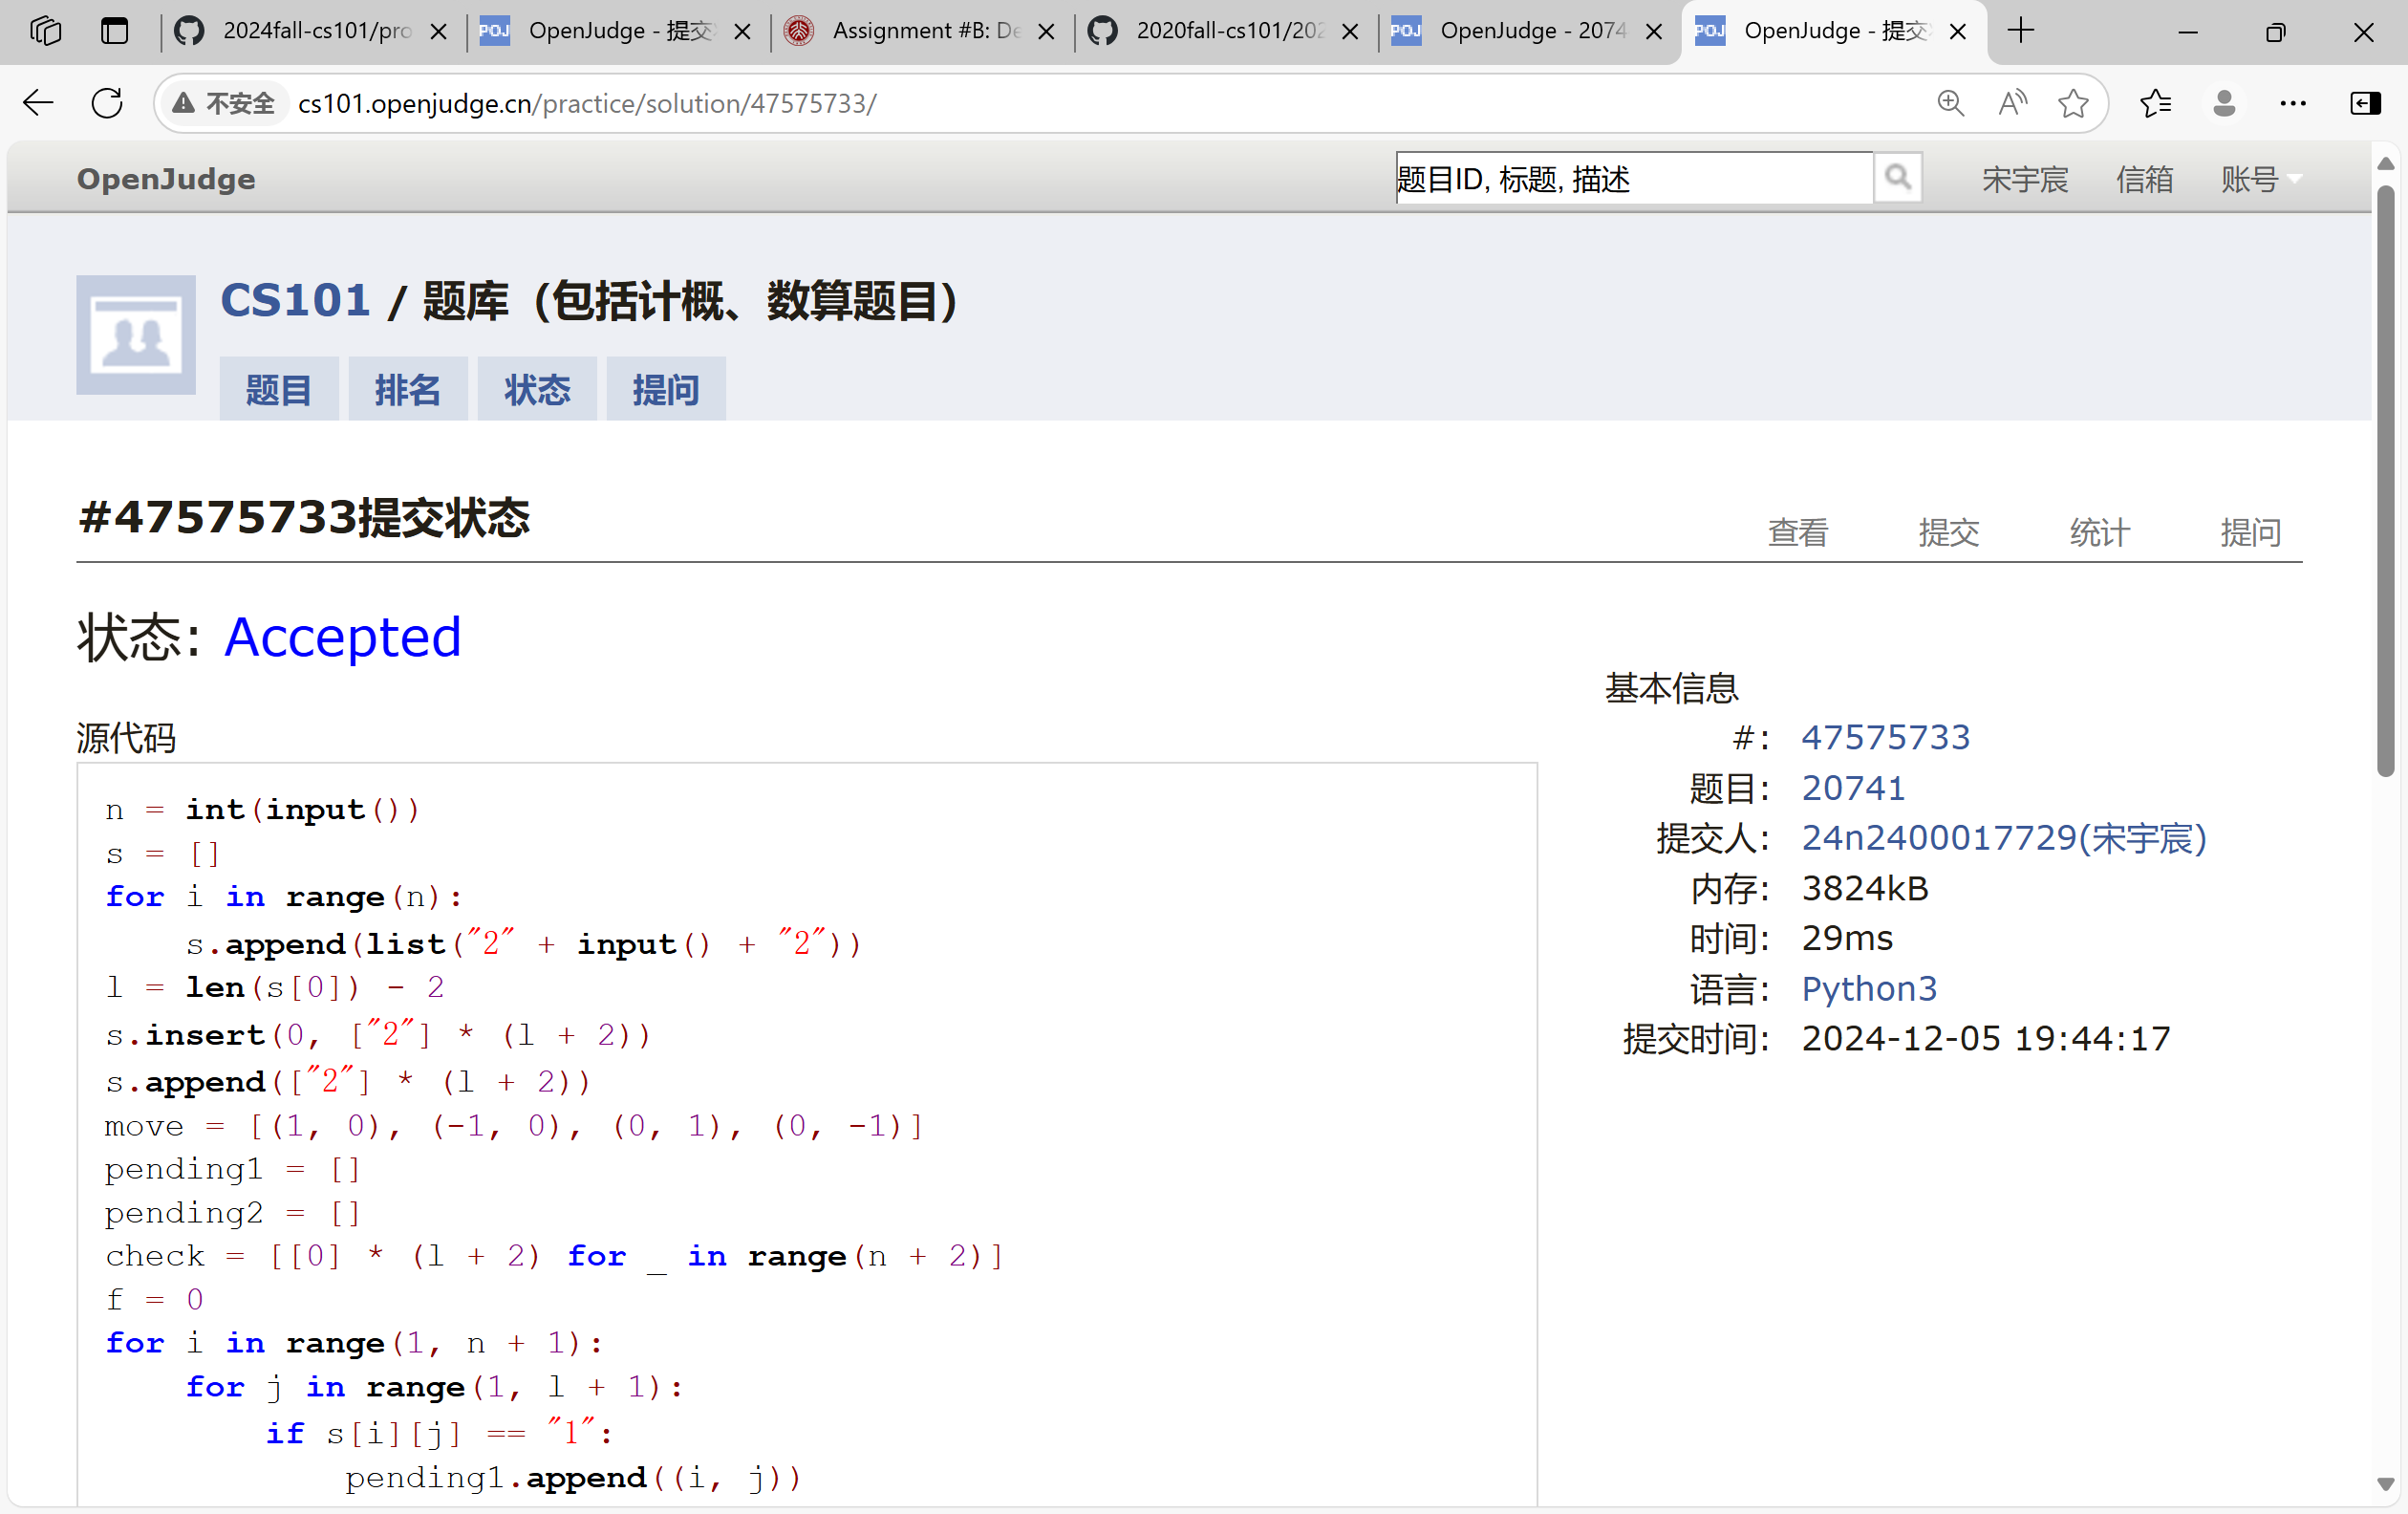 2024fall-cs101/pro
OpenJudge - 提交
Assignment #B: De
2020fall-cs101/202
OpenJudge - 2074
OpenJudge - 提交
不安全 cs101.openjudge.cn/practice/solution/47575733/
OpenJudge
题目ID, 标题, 描述
宋宇宸 信箱 账号
CS101 / 题库（包括计概、数算题目）
题目 排名 状态 提问
#47575733提交状态
查看 提交 统计 提问
状态: Accepted
源代码
n = int(input())
s = []
for i in range(n):
    s.append(list("2" + input() + "2"))
l = len(s[0]) - 2
s.insert(0, ["2"] * (l + 2))
s.append(["2"] * (l + 2))
move = [(1, 0), (-1, 0), (0, 1), (0, -1)]
pending1 = []
pending2 = []
check = [[0] * (l + 2) for _ in range(n + 2)]
f = 0
for i in range(1, n + 1):
    for j in range(1, l + 1):
        if s[i][j] == "1":
            pending1.append((i, j))
基本信息
#: 47575733
题目: 20741
提交人: 24n2400017729(宋宇宸)
内存: 3824kB
时间: 29ms
语言: Python3
提交时间: 2024-12-05 19:44:17